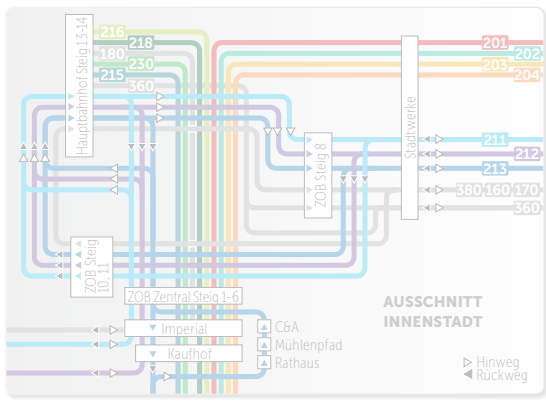 Hauptbahnhof Steig 13-14
216
218
180
230
215
360
201
202
203
204
Stadtwerke
ZOB Steig 8
211
212
213
380 160 170
360
ZOB Steig
10, 11
ZOB Zentral Steig 1-6
Imperial
Kaufhof
C&A
Mühlenpfad
Rathaus
AUSSCHNITT
INNENSTADT
Hinweg
Rückweg